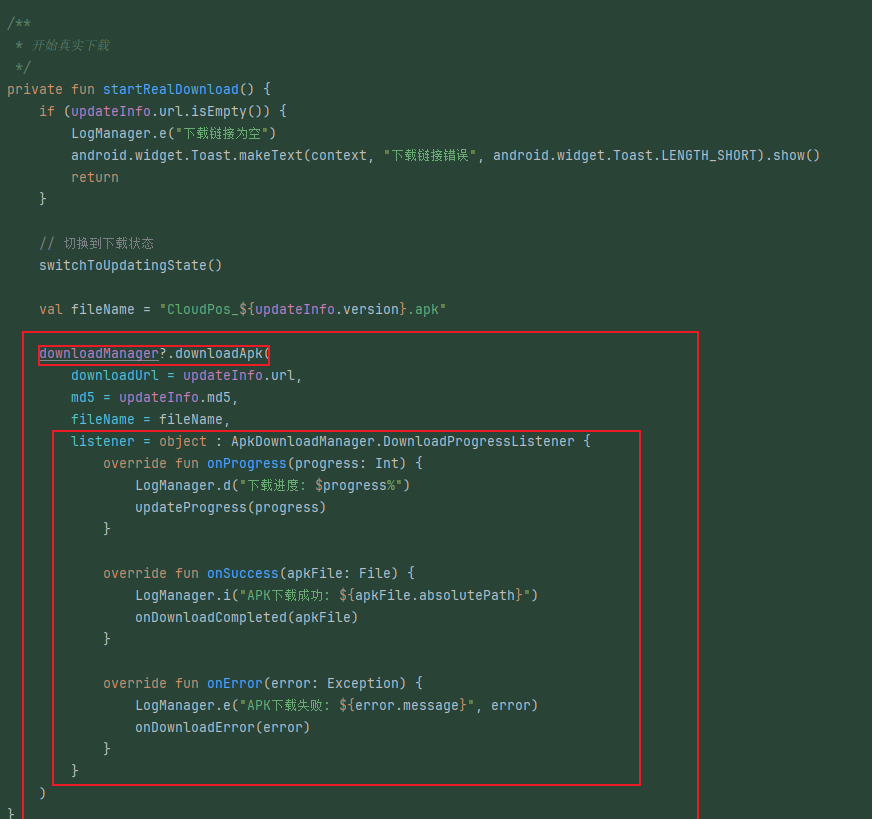 /**
 * 开始真实下载
 */
private fun startRealDownload() {
    if (updateInfo.url.isEmpty()) {
        LogManager.e("下载链接为空")
        android.widget.Toast.makeText(context, "下载链接错误", android.widget.Toast.LENGTH_SHORT).show()
        return
    }

    // 切换到下载状态
    switchToUpdatingState()

    val fileName = "CloudPos_${updateInfo.version}.apk"

    downloadManager?.downloadApk(
        downloadUrl = updateInfo.url,
        md5 = updateInfo.md5,
        fileName = fileName,
        listener = object : ApkDownloadManager.DownloadProgressListener {
            override fun onProgress(progress: Int) {
                LogManager.d("下载进度: $progress%")
                updateProgress(progress)
            }

            override fun onSuccess(apkFile: File) {
                LogManager.i("APK下载成功: ${apkFile.absolutePath}")
                onDownloadCompleted(apkFile)
            }

            override fun onError(error: Exception) {
                LogManager.e("APK下载失败: ${error.message}", error)
                onDownloadError(error)
            }
        }
    )
}